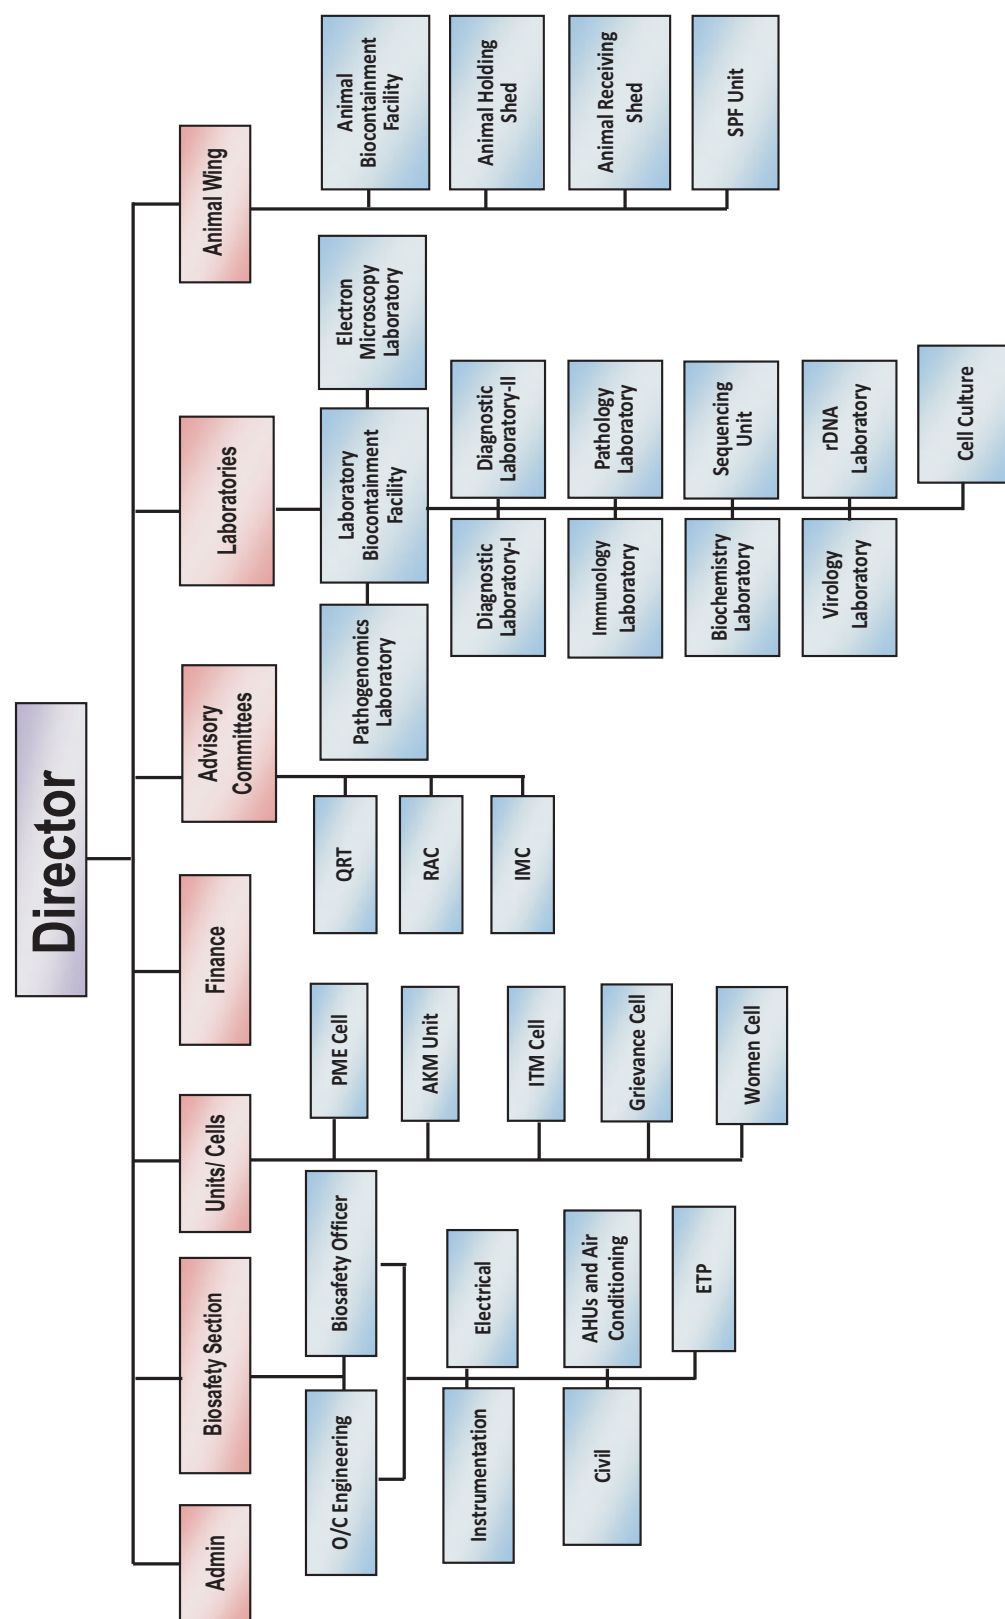 Director
Admin
Biosafety Section
Units/ Cells
Finance
Advisory
Committees
Laboratories
Animal Wing
O/C Engineering
Biosafety Officer
Instrumentation
Electrical
Civil
AHUs and Air
Conditioning
ETP
PME Cell
AKM Unit
ITM Cell
Grievance Cell
Women Cell
QRT
RAC
IMC
Pathogenomics
Laboratory
Laboratory
Biocontainment
Facility
Electron
Microscopy
Laboratory
Diagnostic
Laboratory-I
Diagnostic
Laboratory-II
Immunology
Laboratory
Pathology
Laboratory
Biochemistry
Laboratory
Sequencing
Unit
Virology
Laboratory
rDNA
Laboratory
Cell Culture
Animal
Biocontainment
Facility
Animal Holding
Shed
Animal Receiving
Shed
SPF Unit